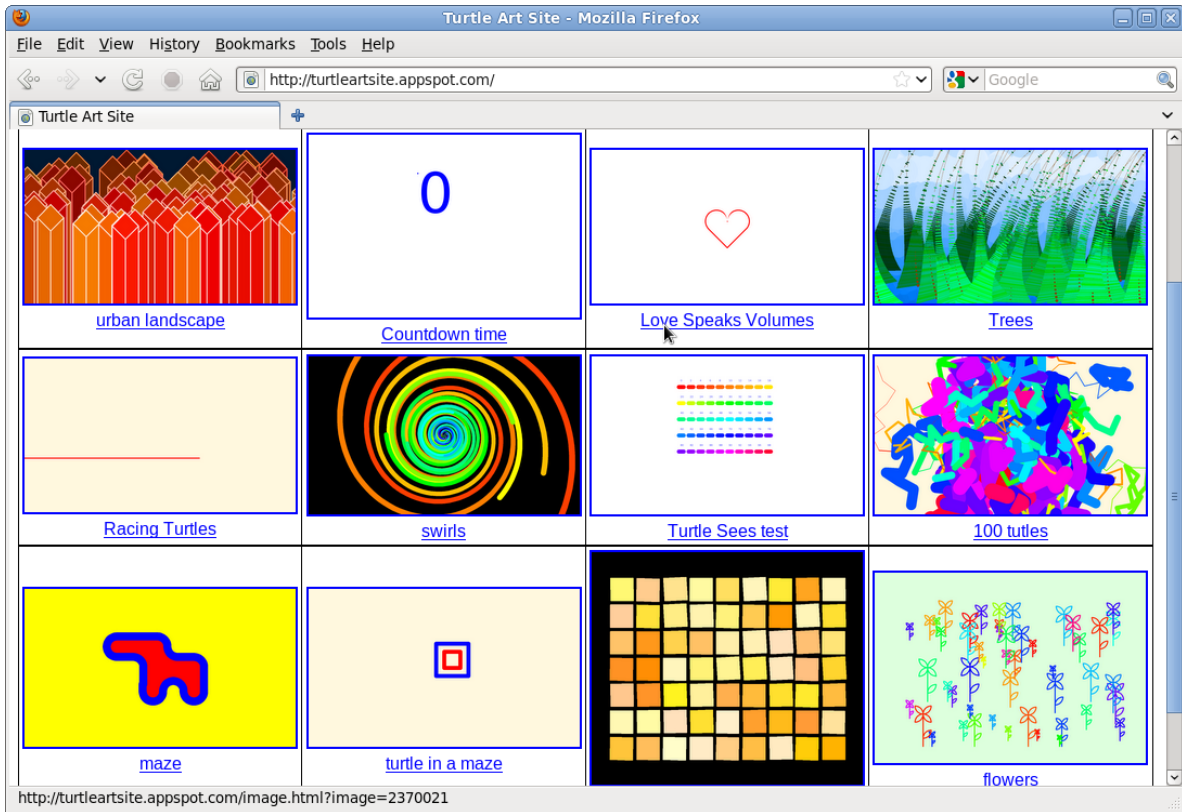 Turtle Art Site - Mozilla Firefox
File Edit View History Bookmarks Tools Help
http://turtleartsite.appspot.com/
Google
Turtle Art Site
0
urban landscape
Countdown time
Love Speaks Volumes
Trees
Racing Turtles
swirls
Turtle Sees test
100 tutles
maze
turtle in a maze
flowers
http://turtleartsite.appspot.com/image.html?image=2370021